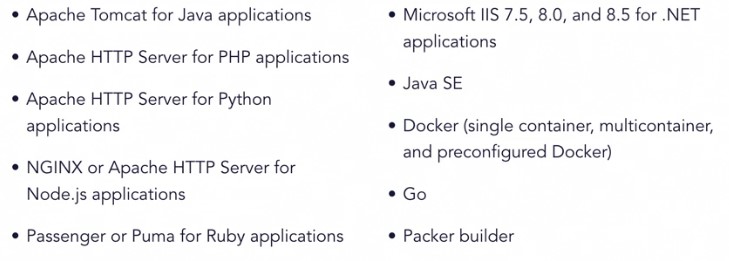 • Apache Tomcat for Java applications
• Apache HTTP Server for PHP applications
• Apache HTTP Server for Python
applications
• NGINX or Apache HTTP Server for
Node.js applications
• Passenger or Puma for Ruby applications
• Microsoft IIS 7.5, 8.0, and 8.5 for .NET
applications
• Java SE
• Docker (single container, multicontainer,
and preconfigured Docker)
• Go
• Packer builder